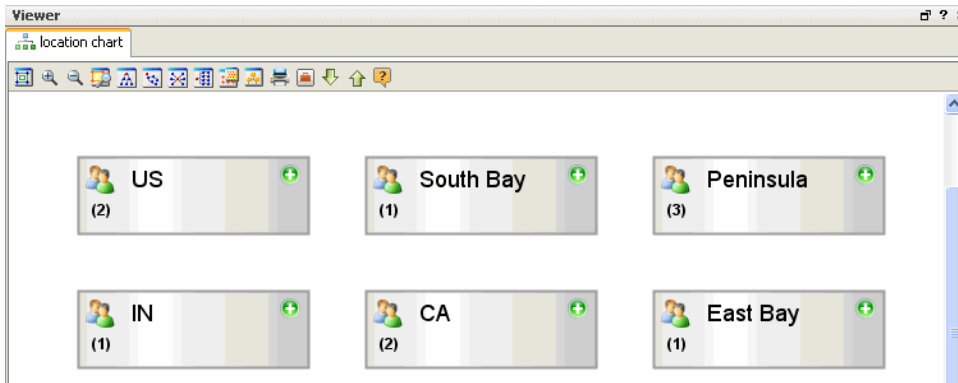 Viewer
?
location chart
?
US
(2)
South Bay
(1)
Peninsula
(3)
IN
(1)
CA
(2)
East Bay
(1)